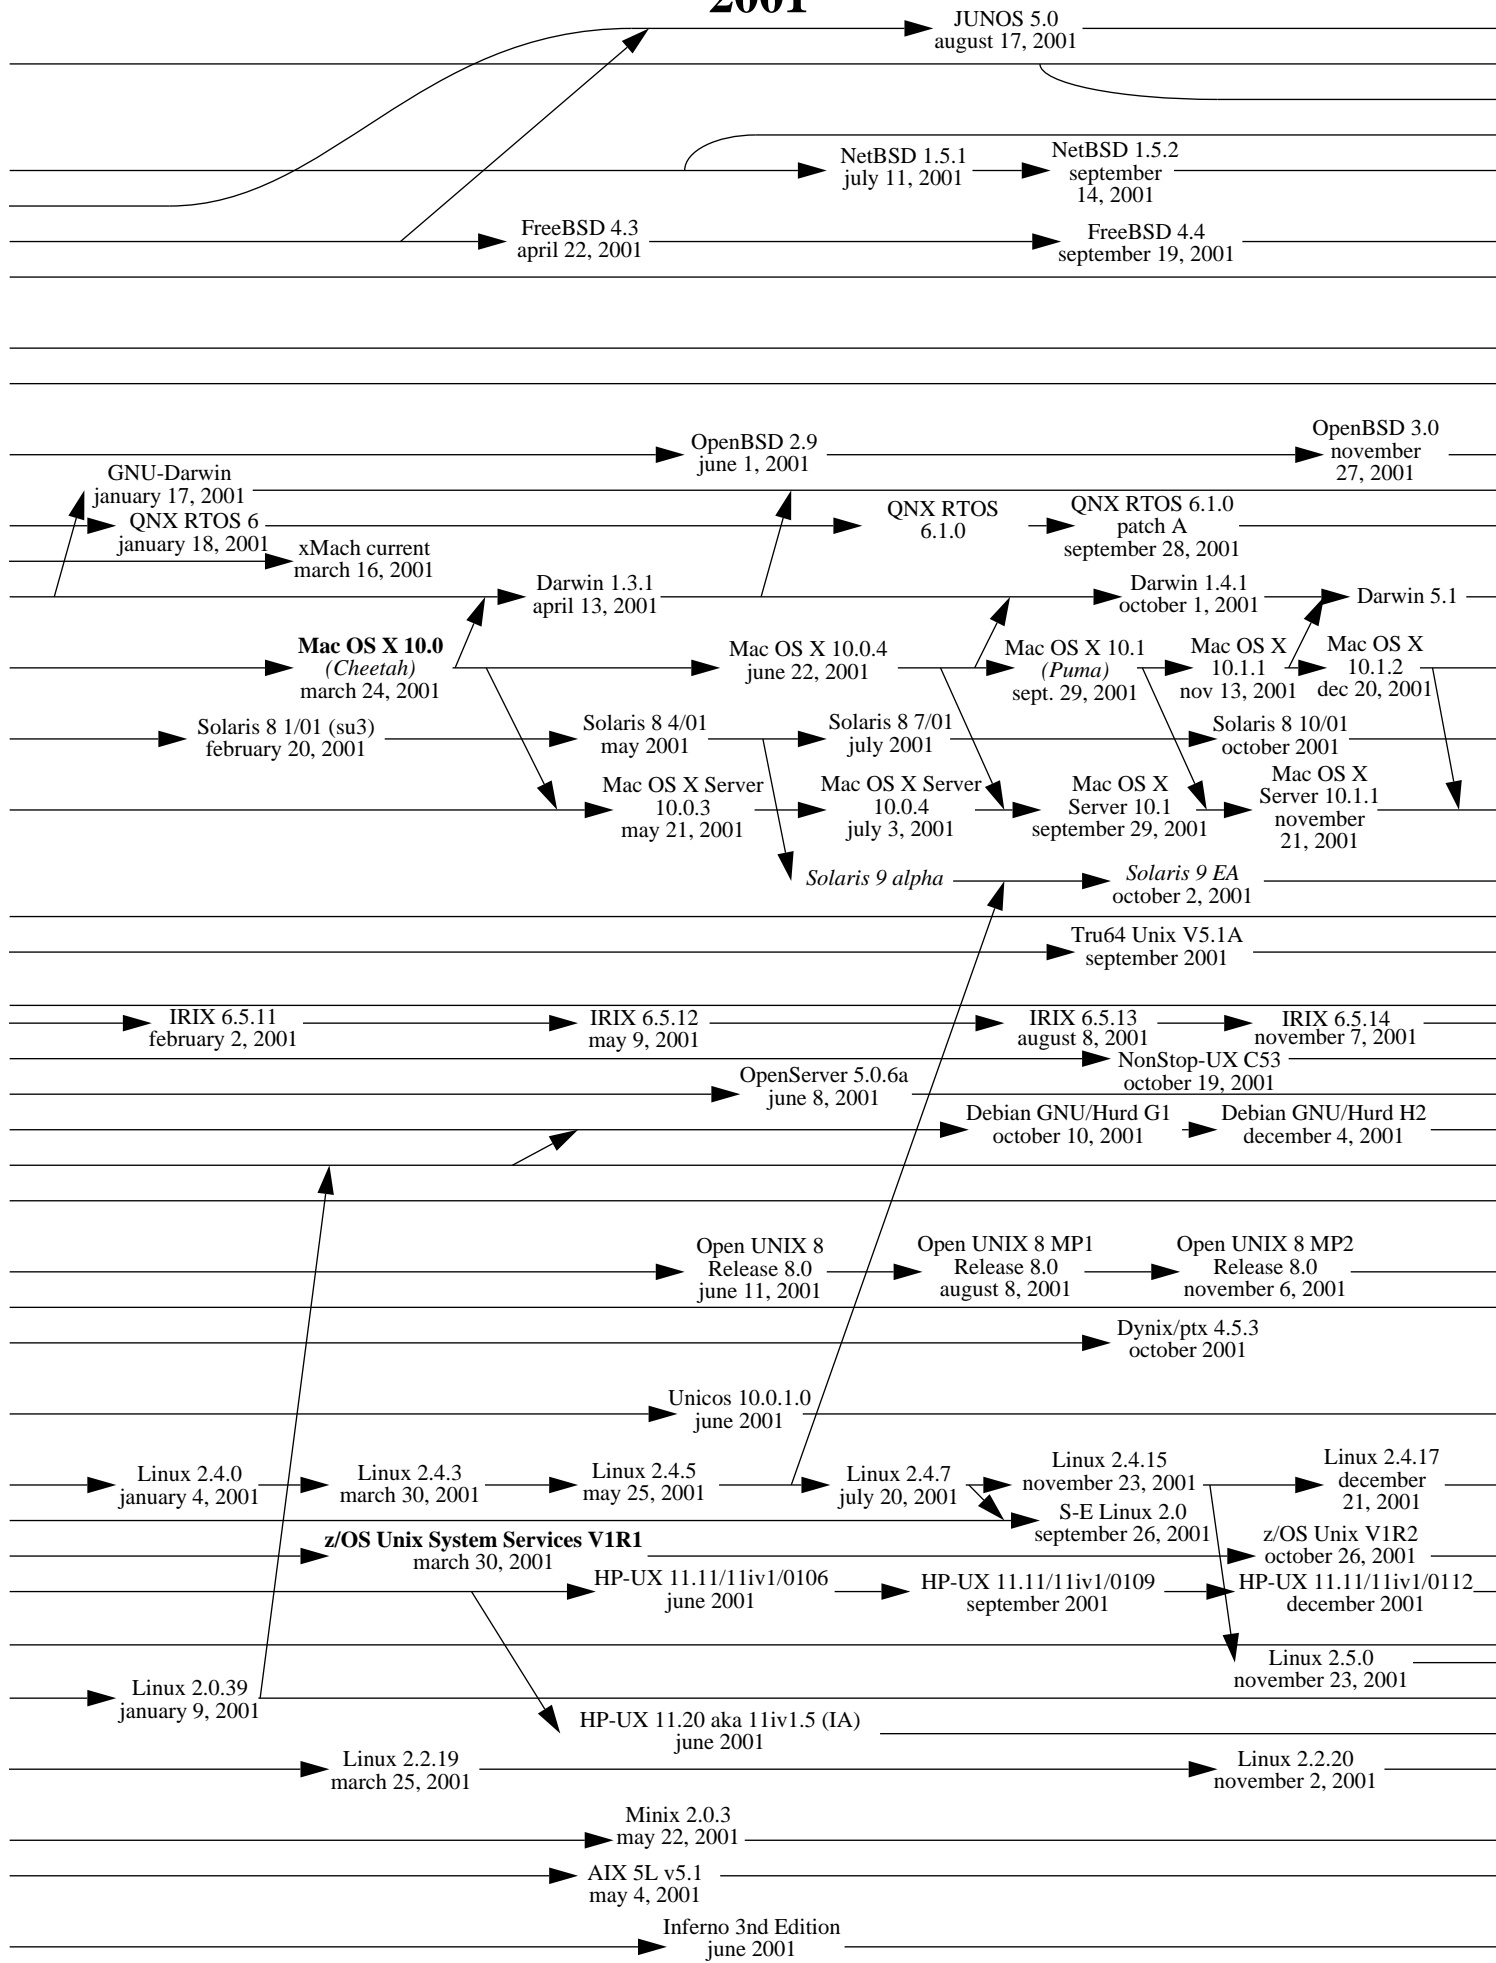 2001
JUNOS 5.0
august 17, 2001
NetBSD 1.5.1
july 11, 2001
NetBSD 1.5.2
september
14, 2001
FreeBSD 4.3
april 22, 2001
FreeBSD 4.4
september 19, 2001
OpenBSD 2.9
june 1, 2001
OpenBSD 3.0
november
27, 2001
GNU-Darwin
january 17, 2001
QNX RTOS 6
january 18, 2001
QNX RTOS
6.1.0
QNX RTOS 6.1.0
patch A
september 28, 2001
xMach current
march 16, 2001
Darwin 1.3.1
april 13, 2001
Darwin 1.4.1
october 1, 2001
Darwin 5.1
Mac OS X 10.0
(Cheetah)
march 24, 2001
Mac OS X 10.0.4
june 22, 2001
Mac OS X 10.1
(Puma)
sept. 29, 2001
Mac OS X
10.1.1
nov 13, 2001
Mac OS X
10.1.2
dec 20, 2001
Solaris 8 1/01 (su3)
february 20, 2001
Solaris 8 4/01
may 2001
Solaris 8 7/01
july 2001
Solaris 8 10/01
october 2001
Mac OS X Server
10.0.3
may 21, 2001
Mac OS X Server
10.0.4
july 3, 2001
Mac OS X
Server 10.1
september 29, 2001
Mac OS X
Server 10.1.1
november
21, 2001
Solaris 9 alpha
Solaris 9 EA
october 2, 2001
Tru64 Unix V5.1A
september 2001
IRIX 6.5.11
february 2, 2001
IRIX 6.5.12
may 9, 2001
IRIX 6.5.13
august 8, 2001
IRIX 6.5.14
november 7, 2001
NonStop-UX C53
october 19, 2001
OpenServer 5.0.6a
june 8, 2001
Debian GNU/Hurd G1
october 10, 2001
Debian GNU/Hurd H2
december 4, 2001
Open UNIX 8
Release 8.0
june 11, 2001
Open UNIX 8 MP1
Release 8.0
august 8, 2001
Open UNIX 8 MP2
Release 8.0
november 6, 2001
Dynix/ptx 4.5.3
october 2001
Unicos 10.0.1.0
june 2001
Linux 2.4.0
january 4, 2001
Linux 2.4.3
march 30, 2001
Linux 2.4.5
may 25, 2001
Linux 2.4.7
july 20, 2001
Linux 2.4.15
november 23, 2001
Linux 2.4.17
december
21, 2001
S-E Linux 2.0
september 26, 2001
z/OS Unix System Services V1R1
march 30, 2001
z/OS Unix V1R2
october 26, 2001
HP-UX 11.11/11iv1/0106
june 2001
HP-UX 11.11/11iv1/0109
september 2001
HP-UX 11.11/11iv1/0112
december 2001
Linux 2.5.0
november 23, 2001
Linux 2.0.39
january 9, 2001
HP-UX 11.20 aka 11iv1.5 (IA)
june 2001
Linux 2.2.19
march 25, 2001
Linux 2.2.20
november 2, 2001
Minix 2.0.3
may 22, 2001
AIX 5L v5.1
may 4, 2001
Inferno 3nd Edition
june 2001